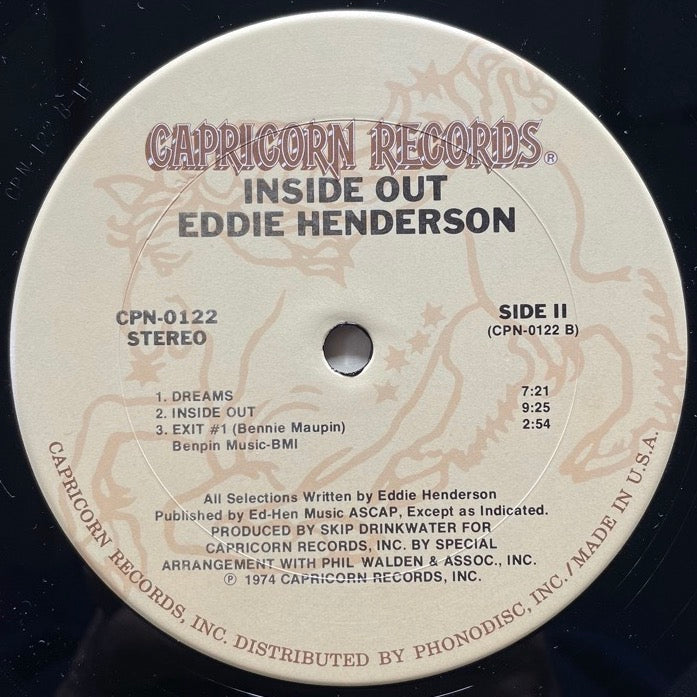 CAPRICORN RECORDS®
INSIDE OUT
EDDIE HENDERSON
CPN-0122
STEREO
SIDE II
(CPN-0122 B)
1. DREAMS 7:21
2. INSIDE OUT 9:25
3. EXIT #1 (Bennie Maupin) 2:54
Benpin Music-BMI
All Selections Written by Eddie Henderson
Published by Ed-Hen Music ASCAP, Except as Indicated.
PRODUCED BY SKIP DRINKWATER FOR
CAPRICORN RECORDS, INC. BY SPECIAL
ARRANGEMENT WITH PHIL WALDEN & ASSOC., INC.
℗ 1974 CAPRICORN RECORDS, INC.
CAPRICORN RECORDS, INC. DISTRIBUTED BY PHONODISC, INC./MADE IN U.S.A.